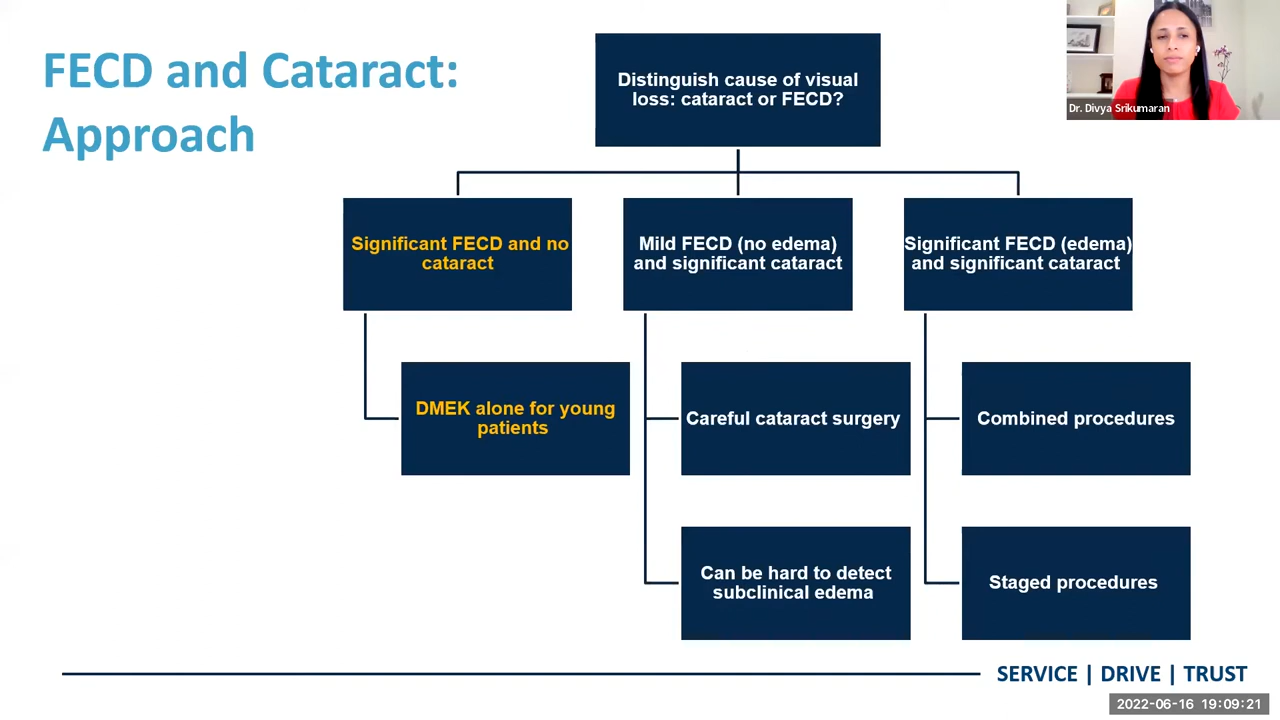 FECD and Cataract:
Approach
Distinguish cause of visual
loss: cataract or FECD?
Dr. Divya Srikumaran
Significant FECD and no
cataract
Mild FECD (no edema)
and significant cataract
Significant FECD (edema)
and significant cataract
DMEK alone for young
patients
Careful cataract surgery
Combined procedures
Can be hard to detect
subclinical edema
Staged procedures
SERVICE | DRIVE | TRUST
2022-06-16 19:09:21